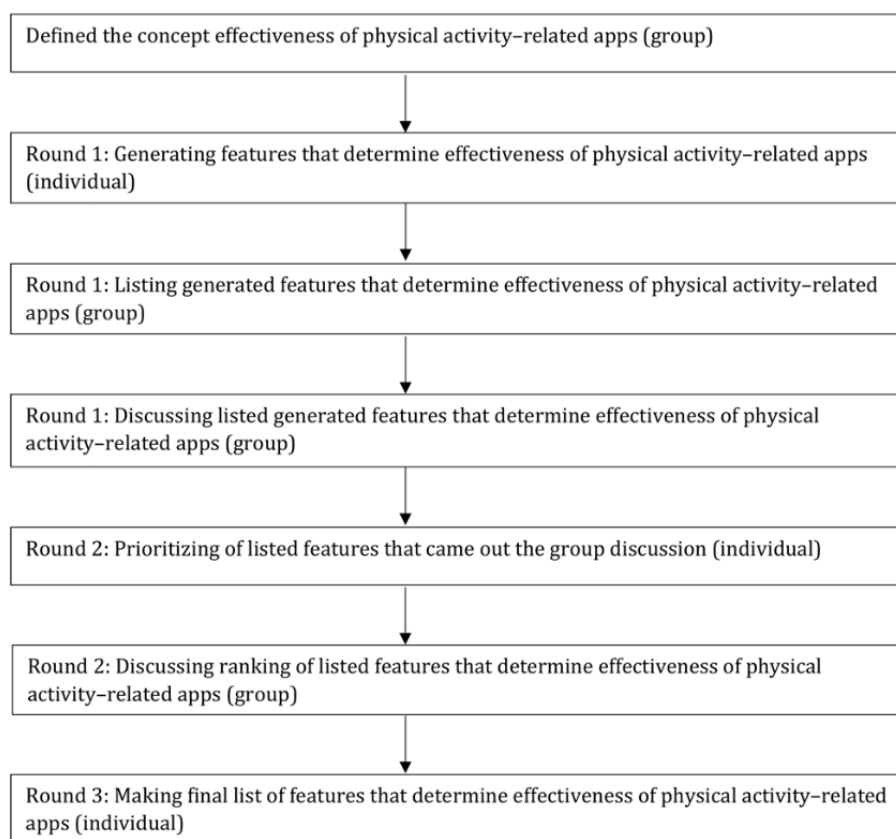 Defined the concept effectiveness of physical activity–related apps (group)
Round 1: Generating features that determine effectiveness of physical activity–related apps
(individual)
Round 1: Listing generated features that determine effectiveness of physical activity–related
apps (group)
Round 1: Discussing listed generated features that determine effectiveness of physical
activity–related apps (group)
Round 2: Prioritizing of listed features that came out the group discussion (individual)
Round 2: Discussing ranking of listed features that determine effectiveness of physical
activity–related apps (group)
Round 3: Making final list of features that determine effectiveness of physical activity–related
apps (individual)